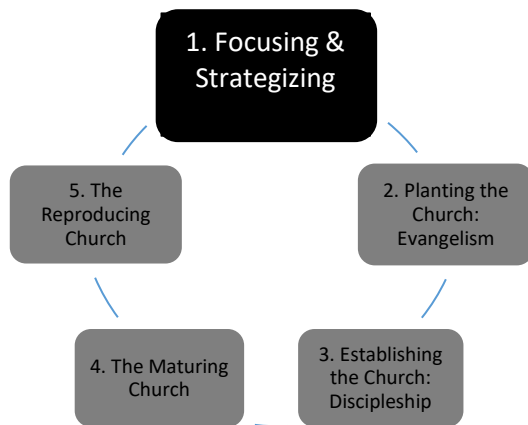 1. Focusing &
Strategizing
2. Planting the
Church:
Evangelism
3. Establishing
the Church:
Discipleship
4. The Maturing
Church
5. The
Reproducing
Church